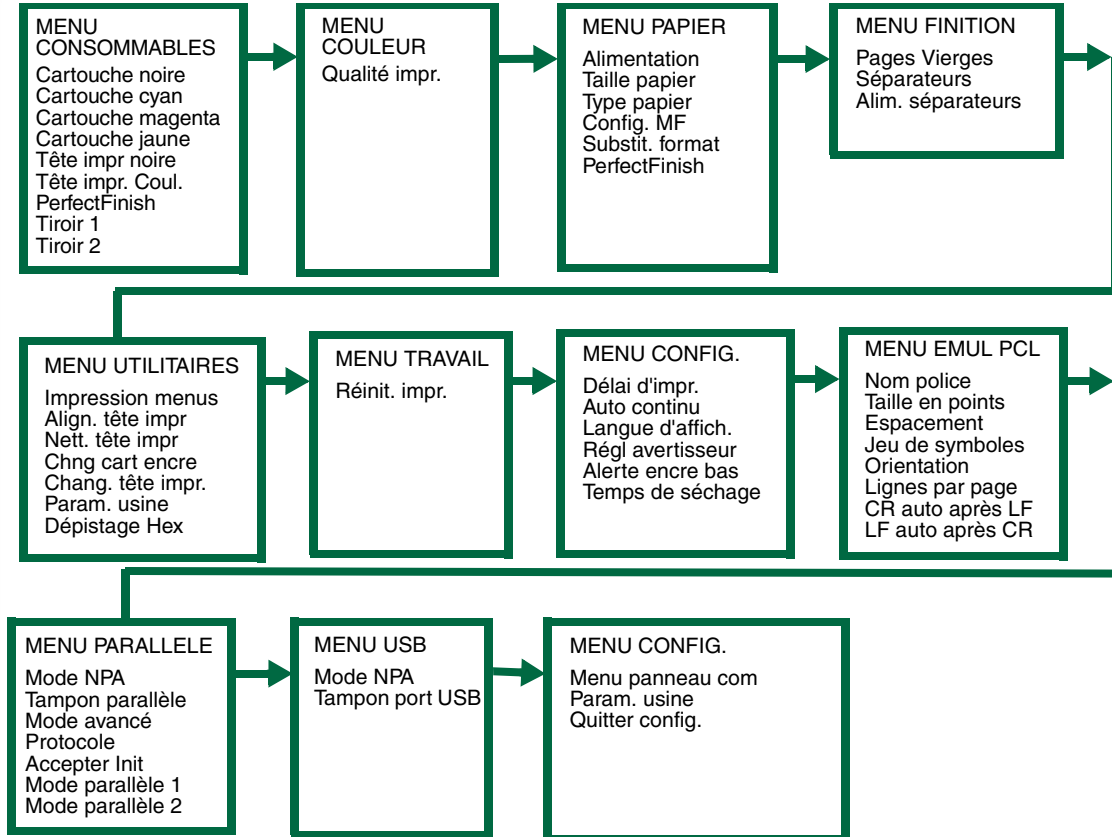 MENU
CONSOMMABLES
Cartouche noire
Cartouche cyan
Cartouche magenta
Cartouche jaune
Tête impr noire
Tête impr. Coul.
PerfectFinish
Tiroir 1
Tiroir 2
MENU
COULEUR
Qualité impr.
MENU PAPIER
Alimentation
Taille papier
Type papier
Config. MF
Substit. format
PerfectFinish
MENU FINITION
Pages Vierges
Séparateurs
Alim. séparateurs
MENU UTILITAIRES
Impression menus
Align. tête impr
Nett. tête impr
Chng cart encre
Chang. tête impr.
Param. usine
Dépistage Hex
MENU TRAVAIL
Réinit. impr.
MENU CONFIG.
Délai d'impr.
Auto continu
Langue d'affich.
Régl avertisseur
Alerte encre bas
Temps de séchage
MENU EMUL PCL
Nom police
Taille en points
Espacement
Jeu de symboles
Orientation
Lignes par page
CR auto après LF
LF auto après CR
MENU PARALLELE
Mode NPA
Tampon parallèle
Mode avancé
Protocole
Accepter Init
Mode parallèle 1
Mode parallèle 2
MENU USB
Mode NPA
Tampon port USB
MENU CONFIG.
Menu panneau com
Param. usine
Quitter config.